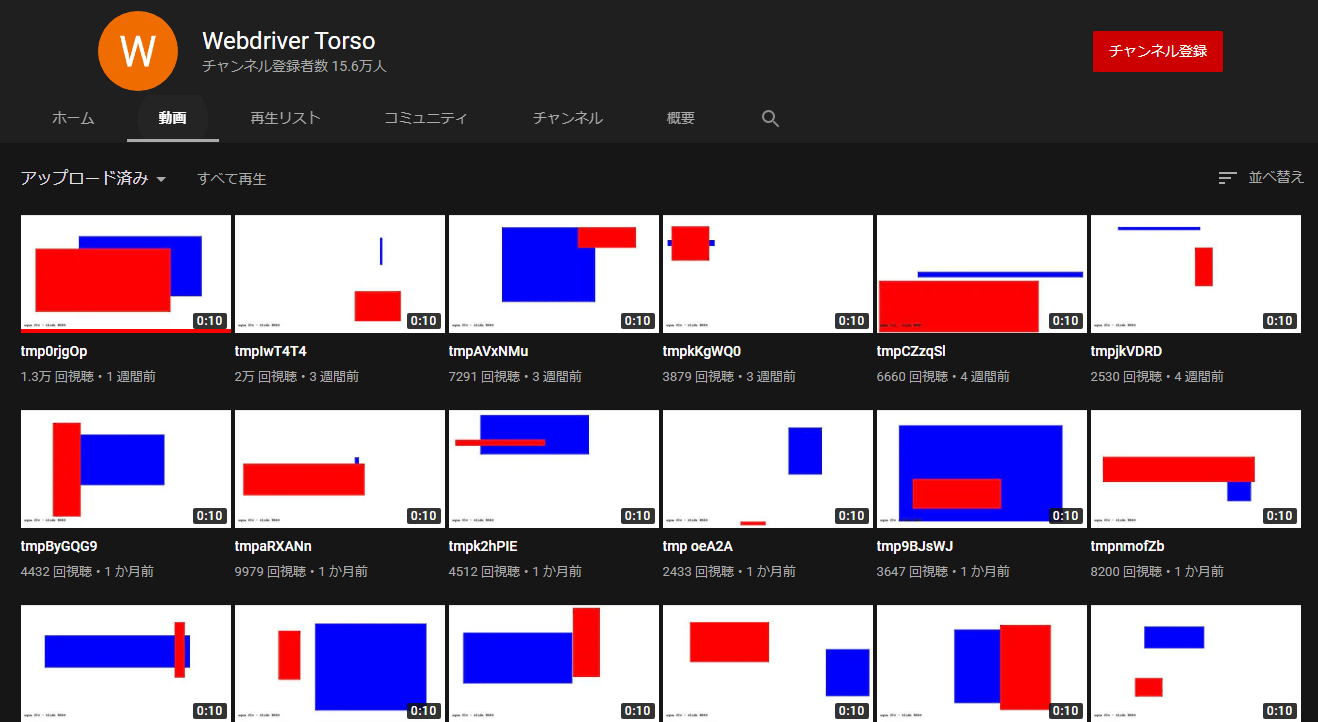 W
Webdriver Torso
チャンネル登録者数 15.6万人
チャンネル登録
ホーム 動画 再生リスト コミュニティ チャンネル 概要
アップロード済み すべて再生 並べ替え
0:10 0:10 0:10 0:10 0:10 0:10
tmp0rjgOp tmpIwT4T4 tmpAVxNMu tmpkKgWQ0 tmpCZzqSl tmpjkVDRD
1.3万 回視聴・1 週間前 2万 回視聴・3 週間前 7291 回視聴・3 週間前 3879 回視聴・3 週間前 6660 回視聴・4 週間前 2530 回視聴・4 週間前
0:10 0:10 0:10 0:10 0:10 0:10
tmpByGQG9 tmpaRXANn tmpk2hPIE tmp oeA2A tmp9BJsWJ tmpnmofZb
4432 回視聴・1 か月前 9979 回視聴・1 か月前 4512 回視聴・1 か月前 2433 回視聴・1 か月前 3647 回視聴・1 か月前 8200 回視聴・1 か月前
0:10 0:10 0:10 0:10 0:10 0:10